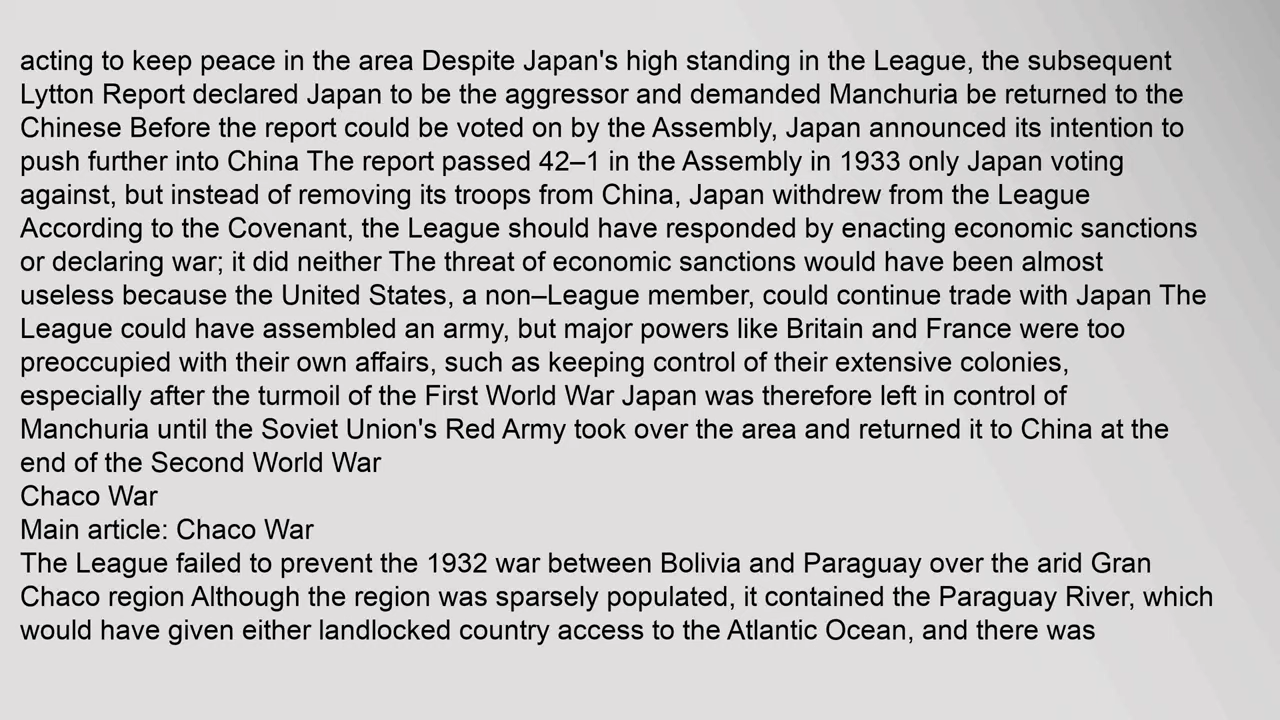 acting to keep peace in the area Despite Japan's high standing in the League, the subsequent
Lytton Report declared Japan to be the aggressor and demanded Manchuria be returned to the
Chinese Before the report could be voted on by the Assembly, Japan announced its intention to
push further into China The report passed 42–1 in the Assembly in 1933 only Japan voting
against, but instead of removing its troops from China, Japan withdrew from the League
According to the Covenant, the League should have responded by enacting economic sanctions
or declaring war; it did neither The threat of economic sanctions would have been almost
useless because the United States, a non–League member, could continue trade with Japan The
League could have assembled an army, but major powers like Britain and France were too
preoccupied with their own affairs, such as keeping control of their extensive colonies,
especially after the turmoil of the First World War Japan was therefore left in control of
Manchuria until the Soviet Union's Red Army took over the area and returned it to China at the
end of the Second World War
Chaco War
Main article: Chaco War
The League failed to prevent the 1932 war between Bolivia and Paraguay over the arid Gran
Chaco region Although the region was sparsely populated, it contained the Paraguay River, which
would have given either landlocked country access to the Atlantic Ocean, and there was